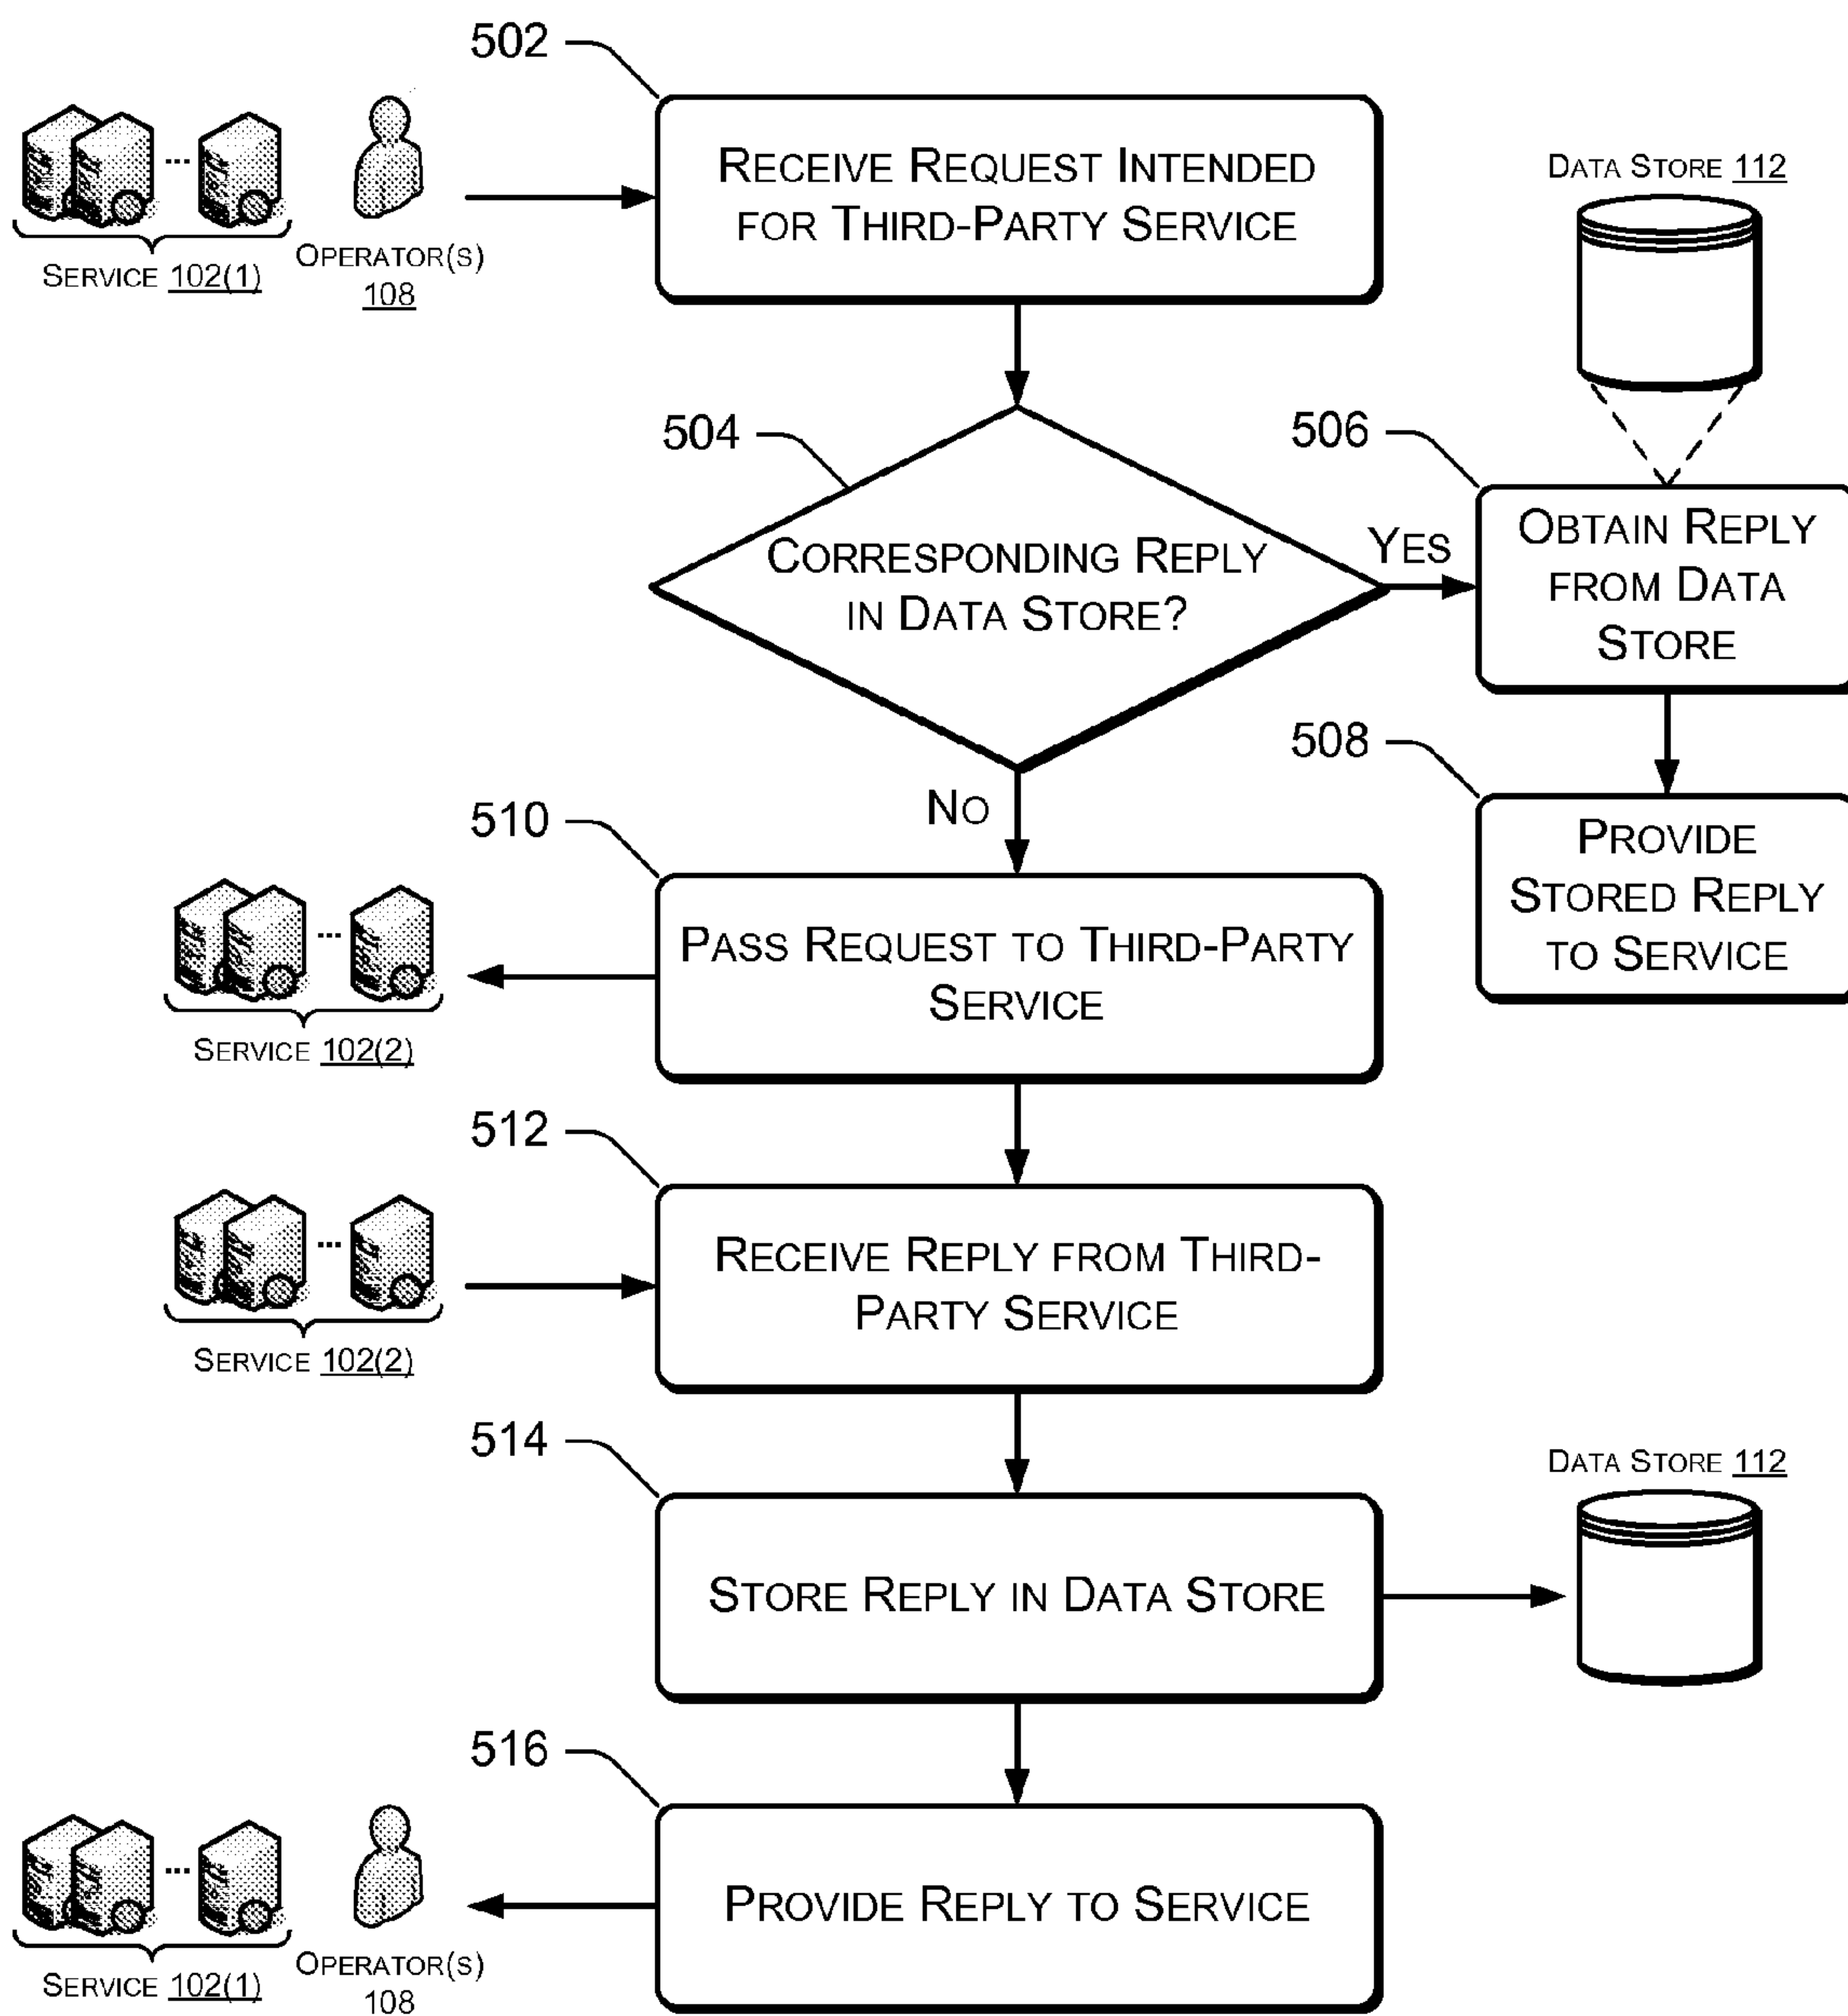 502
RECEIVE REQUEST INTENDED
FOR THIRD-PARTY SERVICE
...
SERVICE 102(1)
OPERATOR(S)
108
DATA STORE 112
504
CORRESPONDING REPLY
IN DATA STORE?
YES
NO
506
OBTAIN REPLY
FROM DATA
STORE
508
PROVIDE
STORED REPLY
TO SERVICE
510
PASS REQUEST TO THIRD-PARTY
SERVICE
...
SERVICE 102(2)
512
RECEIVE REPLY FROM THIRD-
PARTY SERVICE
...
SERVICE 102(2)
514
STORE REPLY IN DATA STORE
DATA STORE 112
516
PROVIDE REPLY TO SERVICE
...
SERVICE 102(1)
OPERATOR(S)
108